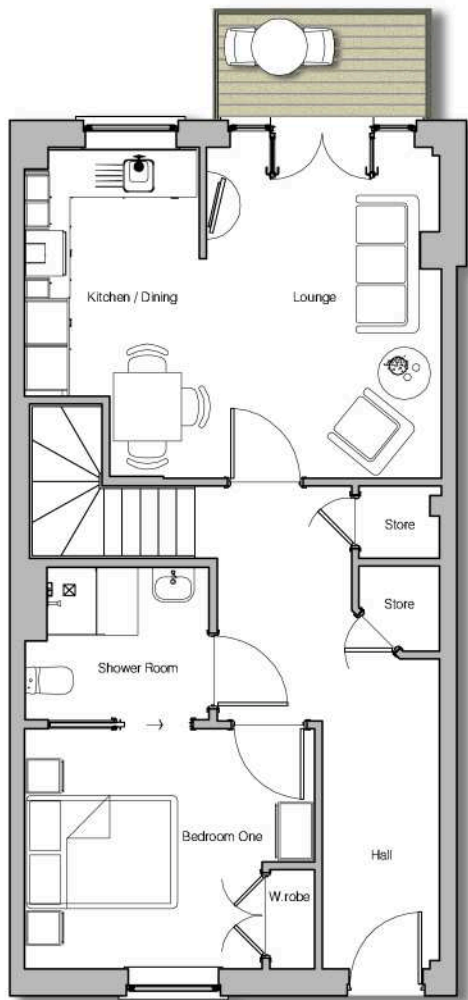 Kitchen / Dining
Lounge
Store
Store
Shower Room
Bedroom One
Hall
W.robe